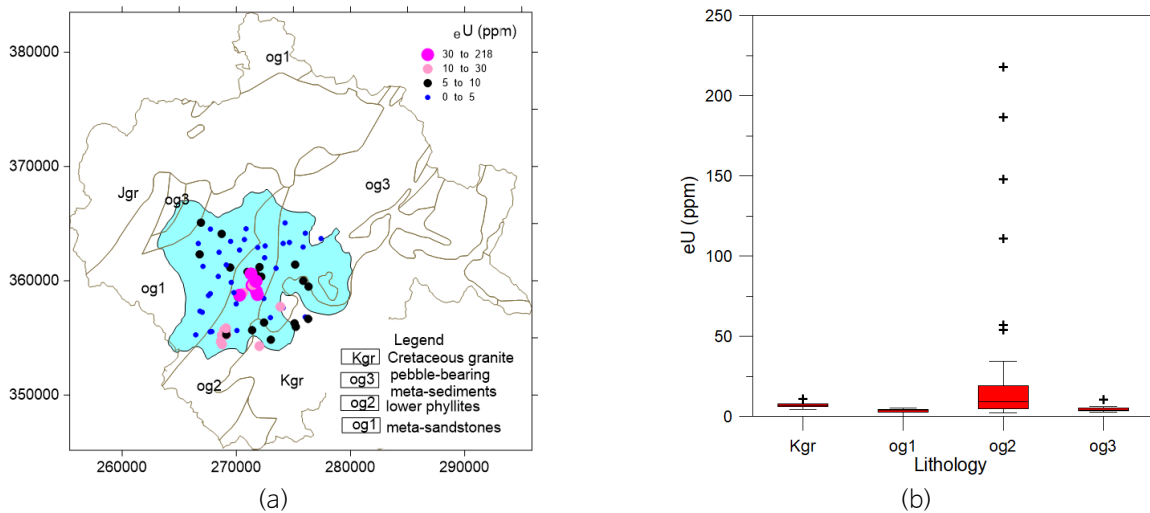 380000
370000
360000
350000
260000
270000
280000
290000
eU (ppm)
30 to 218
10 to 30
5 to 10
0 to 5
og1
og3
Jgr
og3
og1
og2
Kgr
Legend
Kgr Cretaceous granite
og3 pebble-bearing
meta-sediments
og2 lower phyllites
og1 meta-sandstones
(a)
250
200
150
100
50
0
eU (ppm)
Kgr
og1
og2
og3
Lithology
(b)